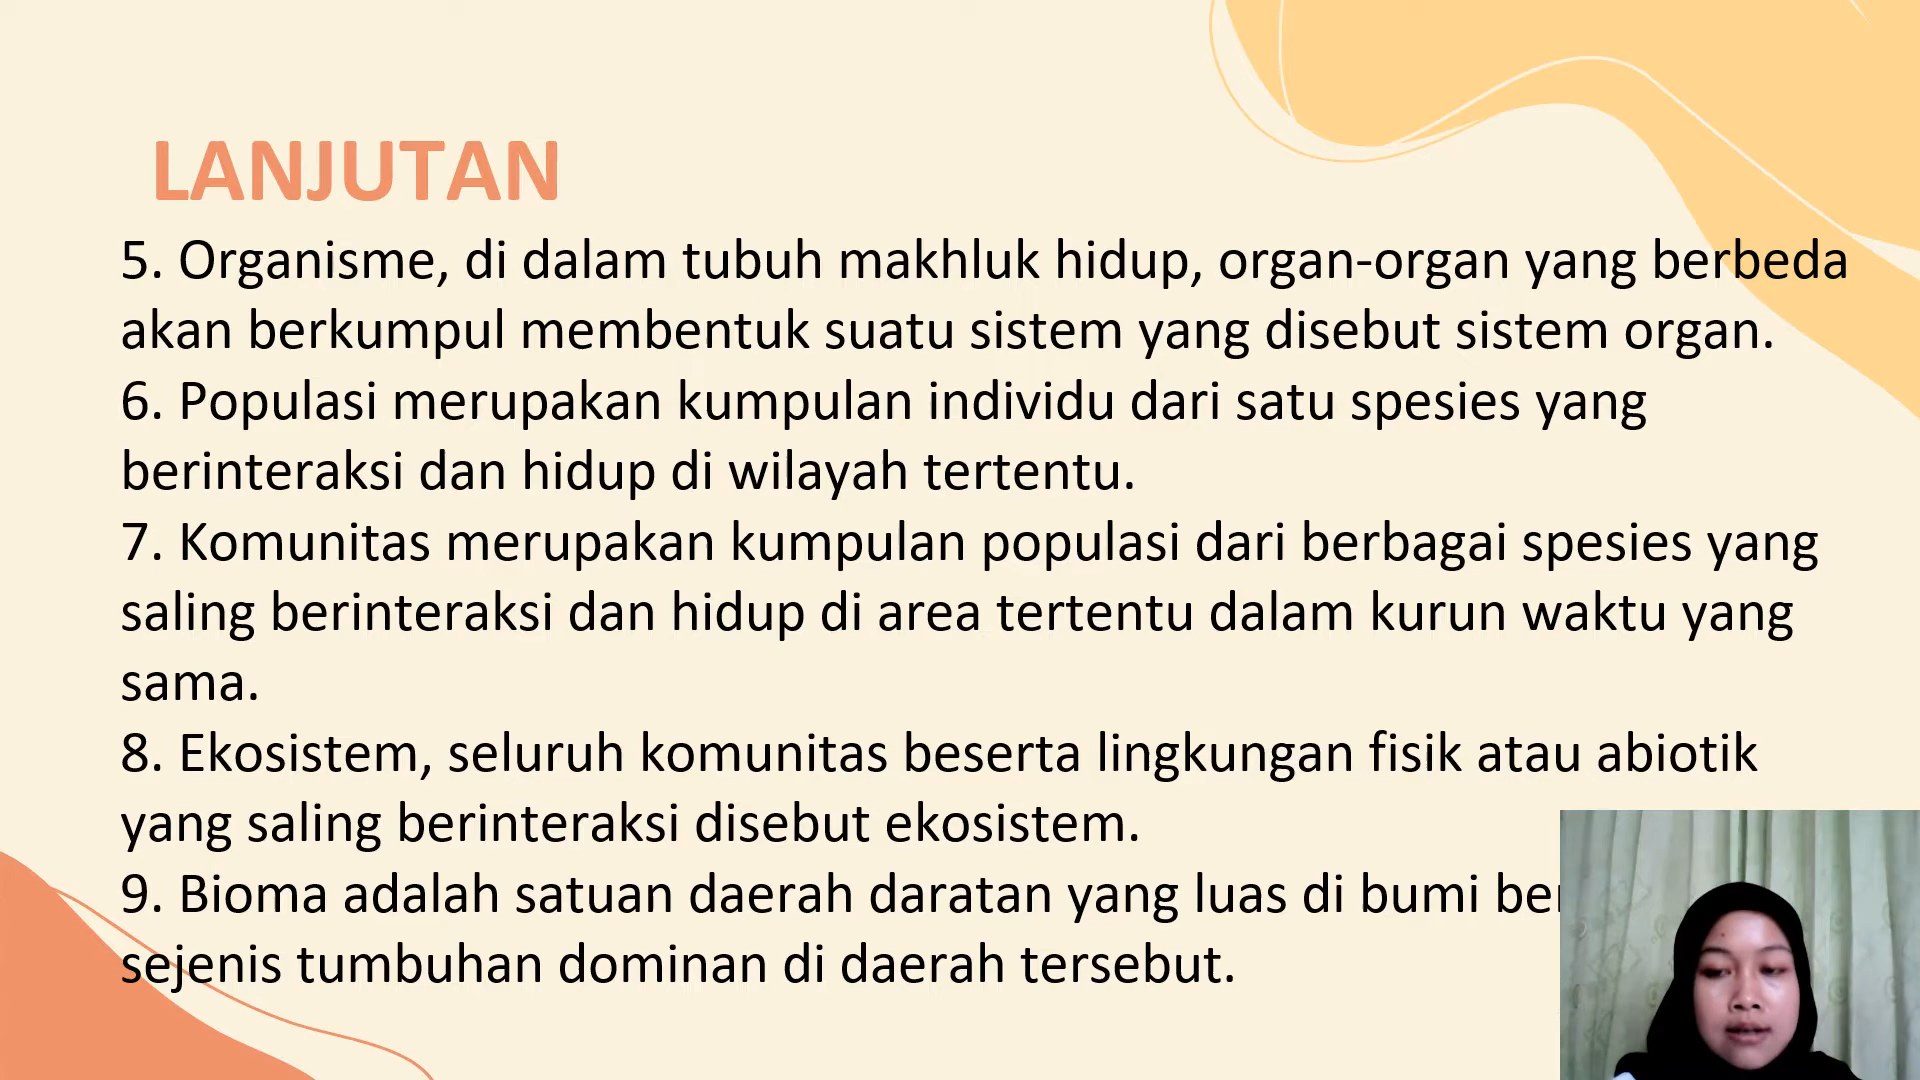 LANJUTAN
5. Organisme, di dalam tubuh makhluk hidup, organ-organ yang berbeda
akan berkumpul membentuk suatu sistem yang disebut sistem organ.
6. Populasi merupakan kumpulan individu dari satu spesies yang
berinteraksi dan hidup di wilayah tertentu.
7. Komunitas merupakan kumpulan populasi dari berbagai spesies yang
saling berinteraksi dan hidup di area tertentu dalam kurun waktu yang
sama.
8. Ekosistem, seluruh komunitas beserta lingkungan fisik atau abiotik
yang saling berinteraksi disebut ekosistem.
9. Bioma adalah satuan daerah daratan yang luas di bumi
sejenis tumbuhan dominan di daerah tersebut.